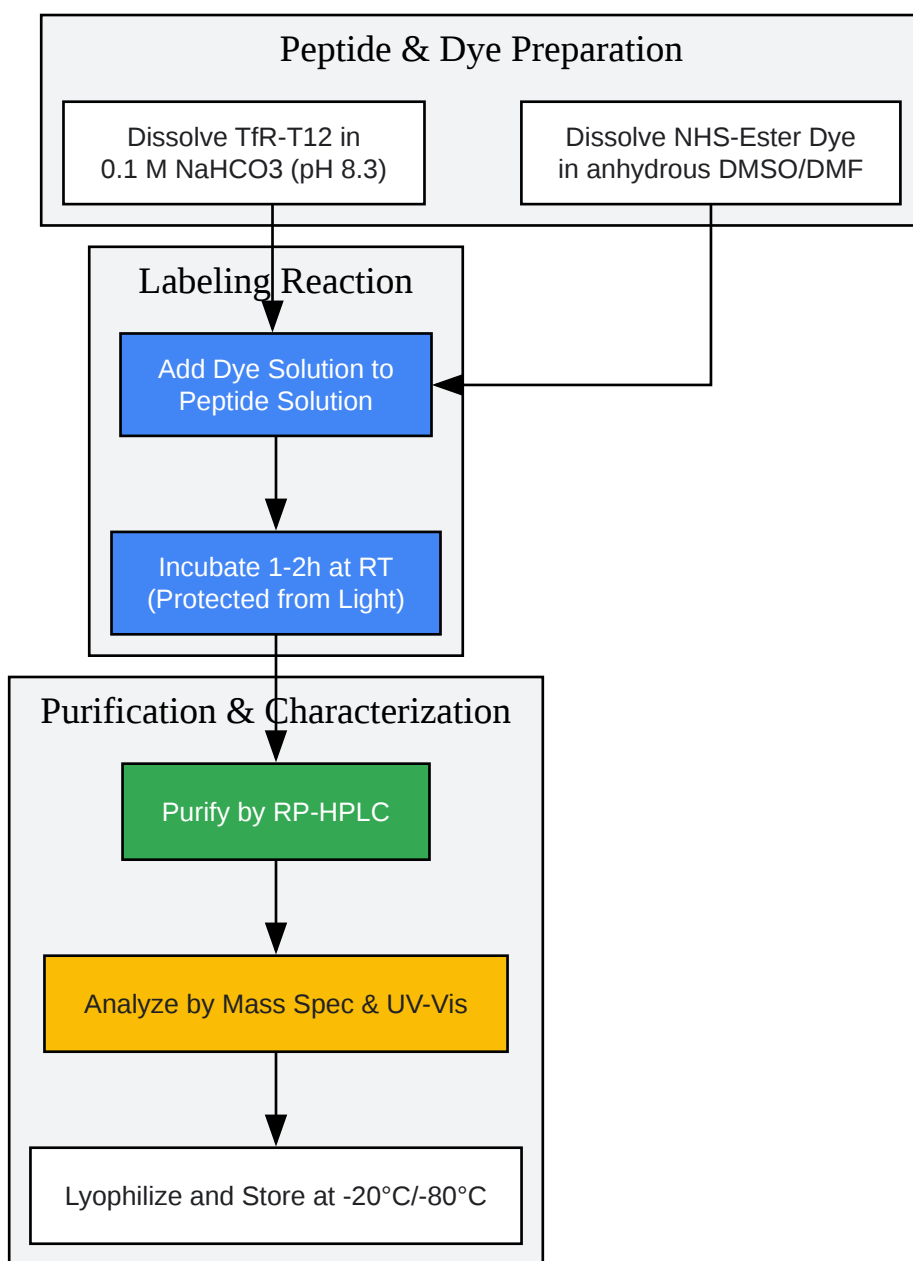 Peptide & Dye Preparation
Dissolve TfR-T12 in
0.1 M NaHCO3 (pH 8.3)
Dissolve NHS-Ester Dye
in anhydrous DMSO/DMF
Labeling Reaction
Add Dye Solution to
Peptide Solution
Incubate 1-2h at RT
(Protected from Light)
Purification & Characterization
Purify by RP-HPLC
Analyze by Mass Spec & UV-Vis
Lyophilize and Store at -20°C/-80°C